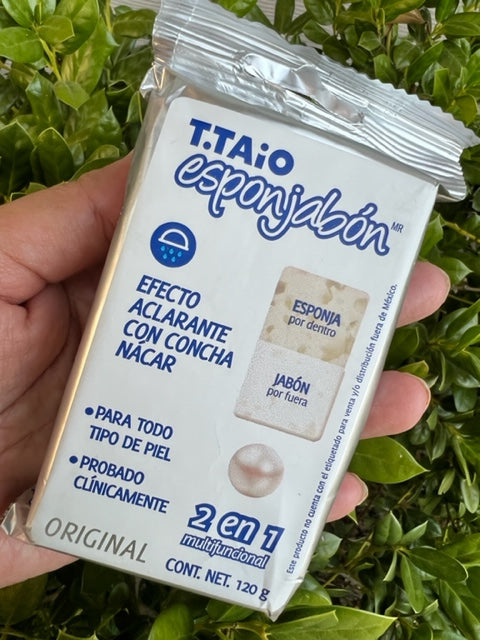 T.TAiO
esponjabón MR
EFECTO
ACLARANTE
CON CONCHA
NÁCAR
ESPONJA
por dentro
JABÓN
por fuera
•PARA TODO
TIPO DE PIEL
•PROBADO
CLÍNICAMENTE
2 en 1
multifuncional
ORIGINAL
CONT. NET. 120 g
Este producto no cuenta con el etiquetado para venta y/o distribución fuera de México.